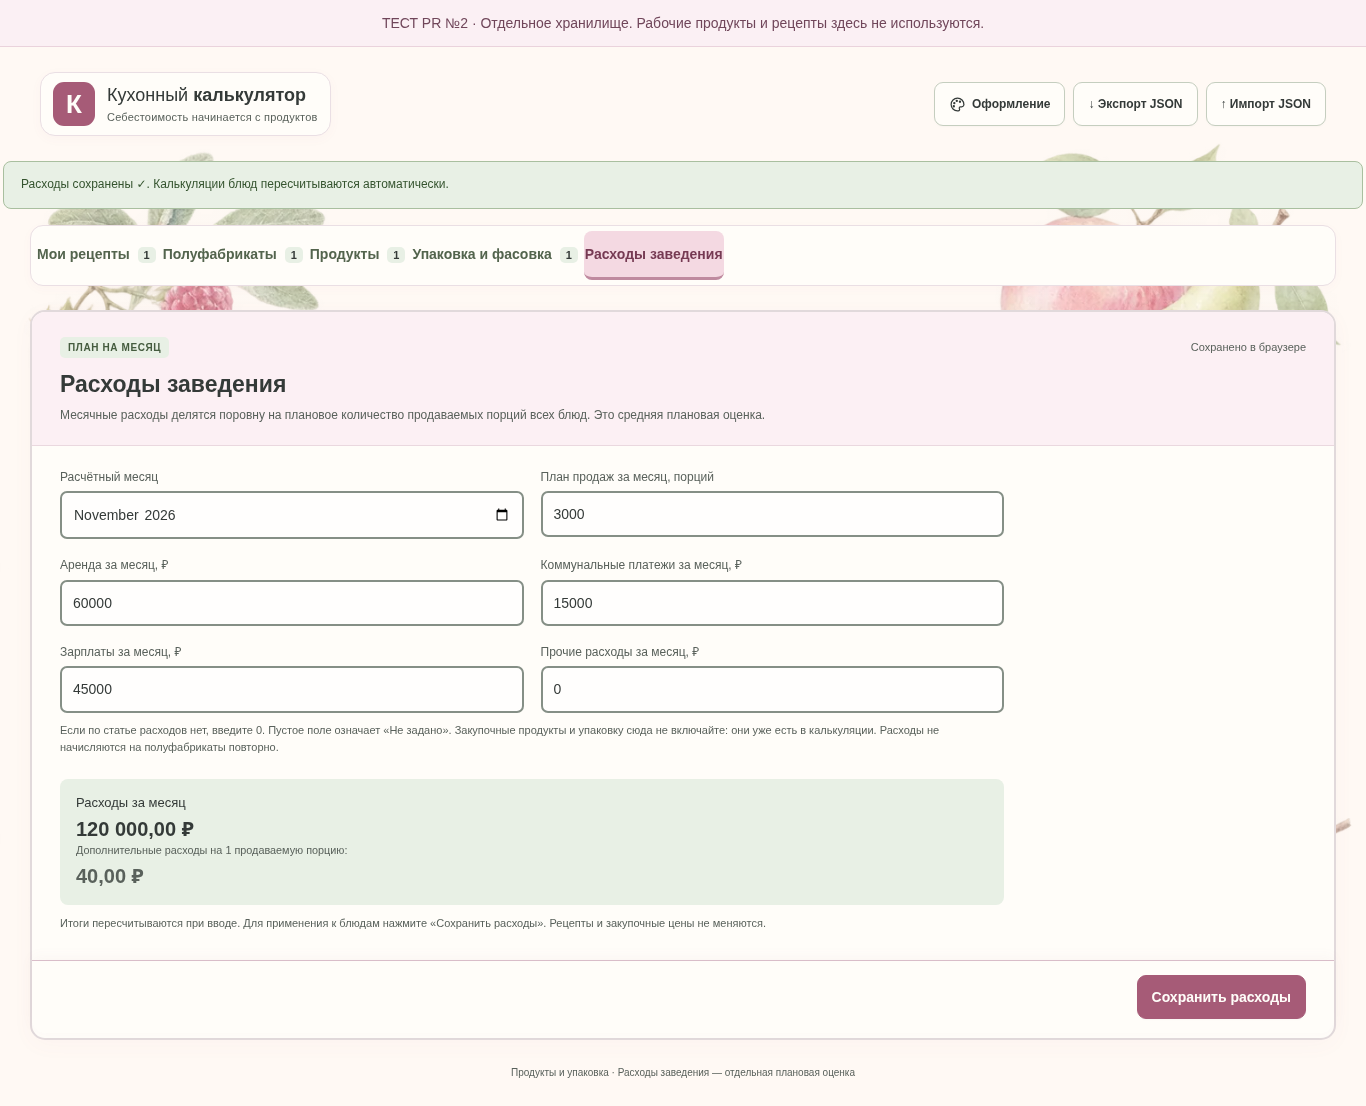 ТЕСТ PR №2 · Отдельное хранилище. Рабочие продукты и рецепты здесь не используются.
К
Кухонный калькулятор
Себестоимость начинается с продуктов
Оформление
↓ Экспорт JSON
↑ Импорт JSON
Расходы сохранены ✓. Калькуляции блюд пересчитываются автоматически.
Мои рецепты 1 Полуфабрикаты 1 Продукты 1 Упаковка и фасовка 1 Расходы заведения
ПЛАН НА МЕСЯЦ
Сохранено в браузере
Расходы заведения
Месячные расходы делятся поровну на плановое количество продаваемых порций всех блюд. Это средняя плановая оценка.
Расчётный месяц
November 2026
План продаж за месяц, порций
3000
Аренда за месяц, ₽
60000
Коммунальные платежи за месяц, ₽
15000
Зарплаты за месяц, ₽
45000
Прочие расходы за месяц, ₽
0
Если по статье расходов нет, введите 0. Пустое поле означает «Не задано». Закупочные продукты и упаковку сюда не включайте: они уже есть в калькуляции. Расходы не
начисляются на полуфабрикаты повторно.
Расходы за месяц
120 000,00 ₽
Дополнительные расходы на 1 продаваемую порцию:
40,00 ₽
Итоги пересчитываются при вводе. Для применения к блюдам нажмите «Сохранить расходы». Рецепты и закупочные цены не меняются.
Сохранить расходы
Продукты и упаковка · Расходы заведения — отдельная плановая оценка